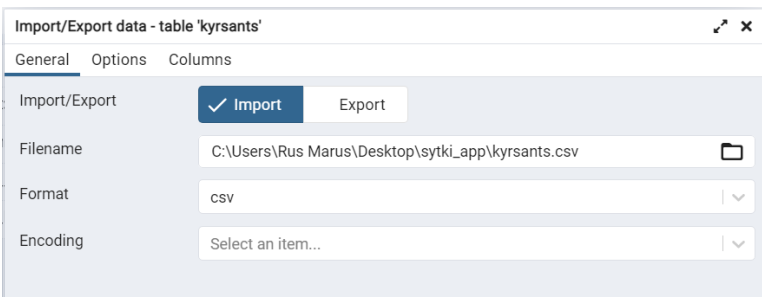 Import/Export data - table 'kyrsants'
General Options Columns
Import/Export Import Export
Filename C:\Users\Rus Marus\Desktop\sytki_app\kyrsants.csv
Format csv
Encoding Select an item...